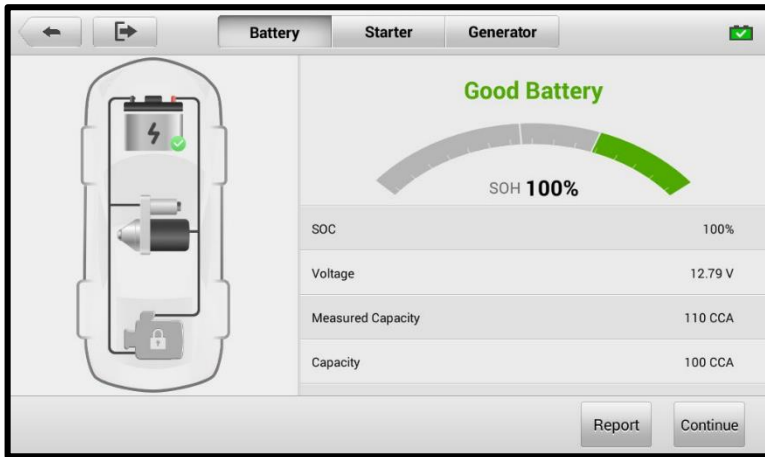 Battery Starter Generator
Good Battery
SOH 100%
SOC 100%
Voltage 12.79 V
Measured Capacity 110 CCA
Capacity 100 CCA
Report Continue